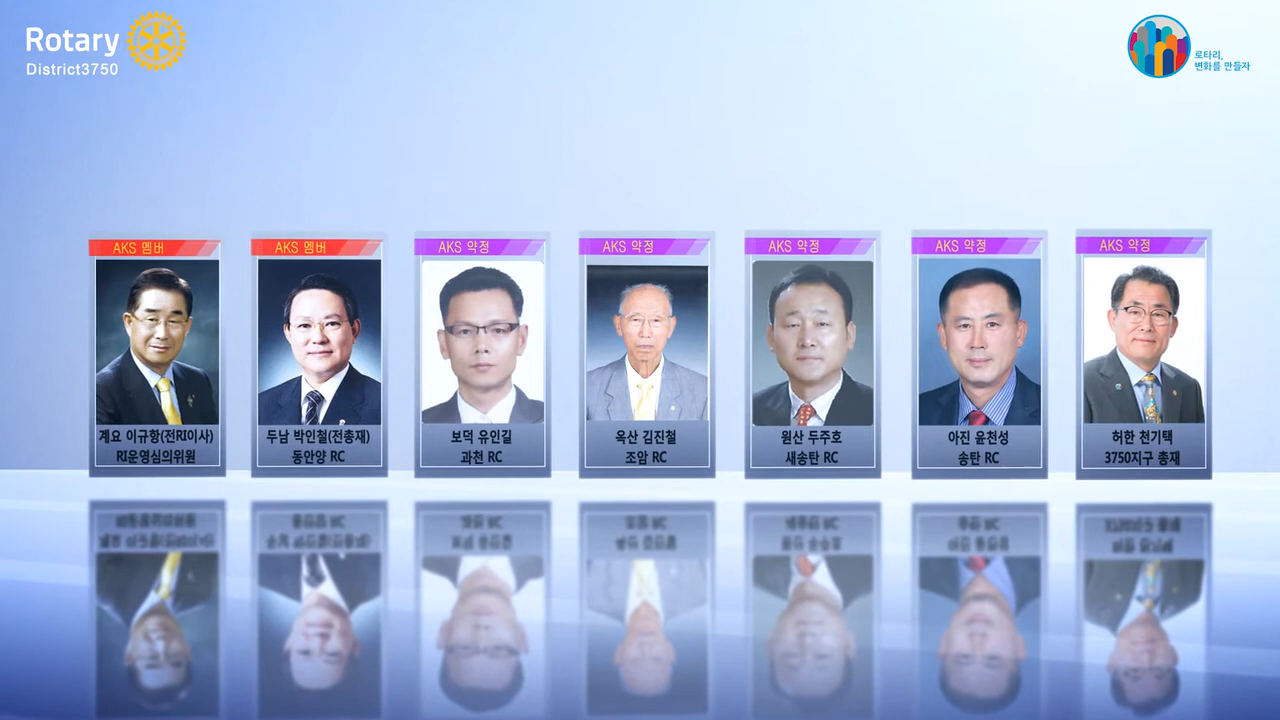 Rotary
District3750
로타리,
변화를 만들자
AKS 멤버
계요 이규항(전RI이사)
RI운영심의위원
AKS 멤버
두남 박인철(전총재)
동안양 RC
AKS 약정
보덕 유인길
과천 RC
AKS 약정
옥산 김진철
조암 RC
AKS 약정
원산 두주호
새송탄 RC
AKS 약정
아진 윤천성
송탄 RC
AKS 약정
허한 천기택
3750지구 총재